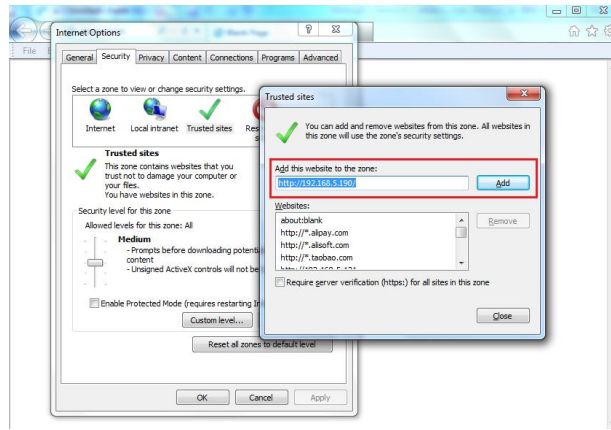 Internet Options
File
General Security Privacy Content Connections Programs Advanced
Select a zone to view or change security settings.
Internet Local intranet Trusted sites
Trusted sites
This zone contains websites that you
trust not to damage your computer or
your files.
You have websites in this zone.
Security level for this zone
Allowed levels for this zone: All
Medium
- Prompts before downloading
content
- Unsigned ActiveX controls will not be
Enable Protected Mode (requires restarting
Custom level...
Reset all zones to default level
OK Cancel Apply
Trusted sites
You can add and remove websites from this zone. All websites in
this zone will use the zone's security settings.
Add this website to the zone:
http://192.168.5.190/
Add
Websites:
about:blank
http://*.alipay.com
http://*.alisoft.com
http://*.taobao.com
Remove
Require server verification (https:) for all sites in this zone
Close